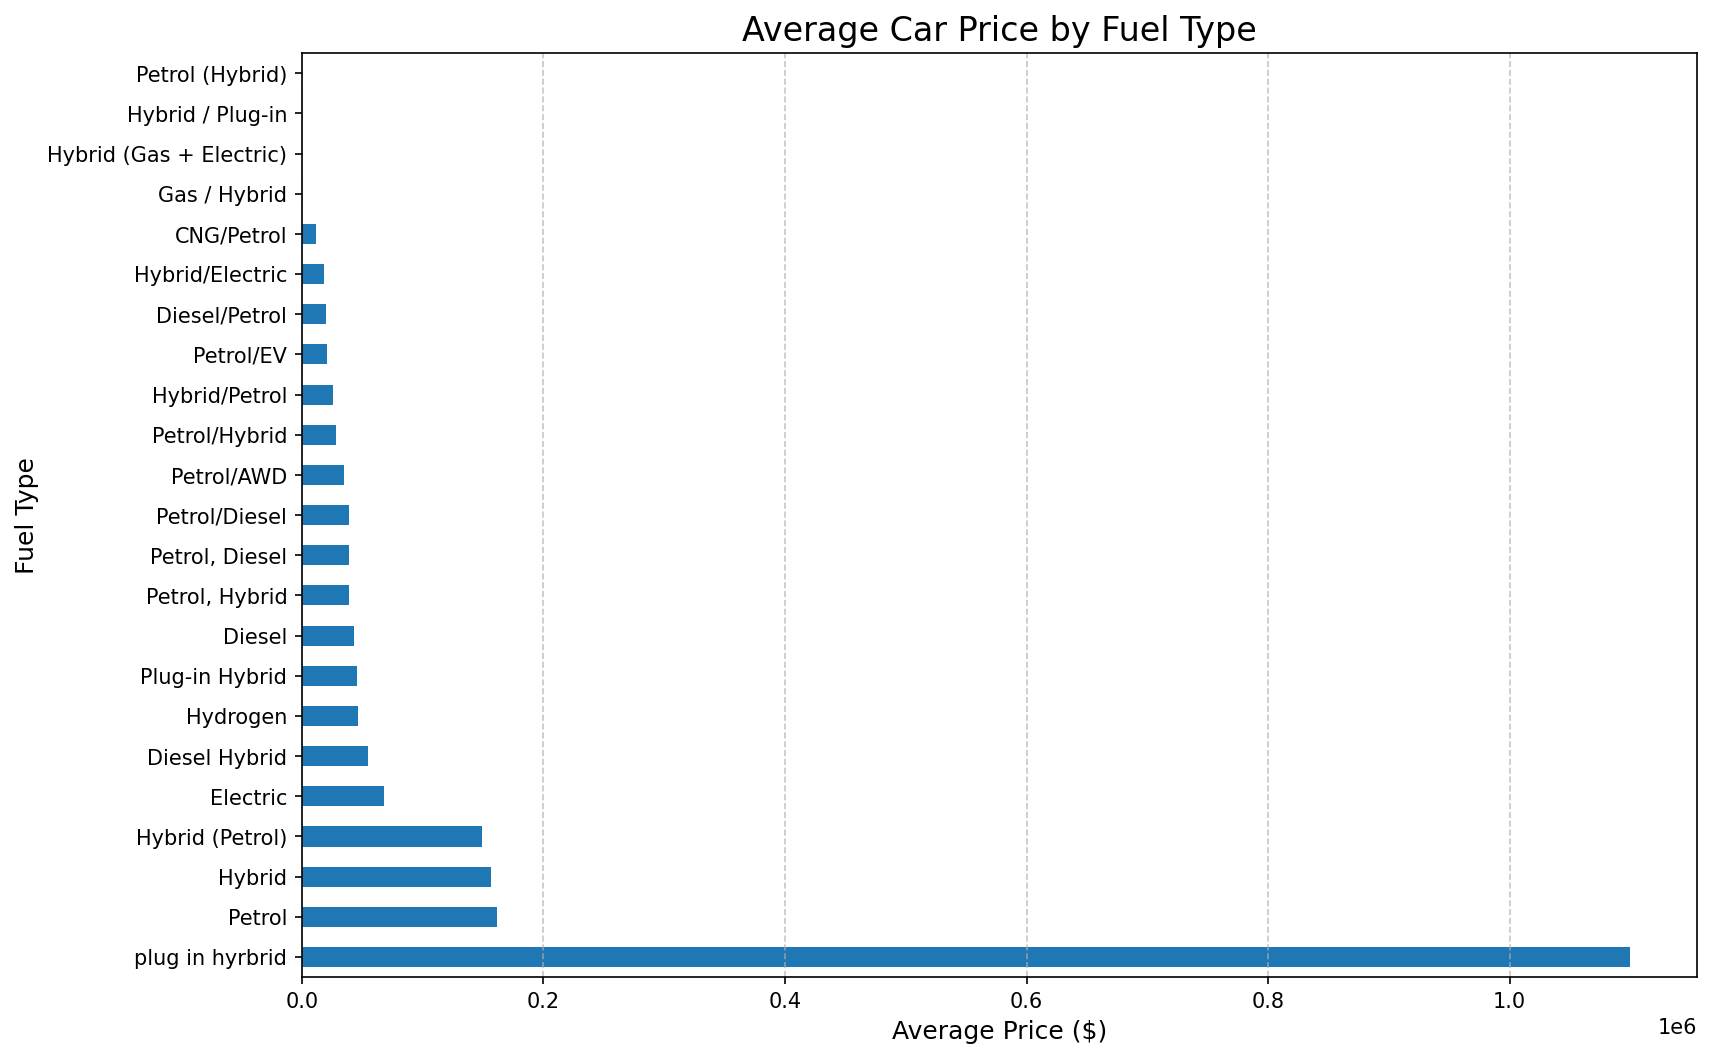 Average Car Price by Fuel Type
Petrol (Hybrid)
Hybrid / Plug-in
Hybrid (Gas + Electric)
Gas / Hybrid
CNG/Petrol
Hybrid/Electric
Diesel/Petrol
Petrol/EV
Hybrid/Petrol
Petrol/Hybrid
Petrol/AWD
Petrol/Diesel
Petrol, Diesel
Petrol, Hybrid
Diesel
Plug-in Hybrid
Hydrogen
Diesel Hybrid
Electric
Hybrid (Petrol)
Hybrid
Petrol
plug in hyrbrid
Fuel Type
0.0 0.2 0.4 0.6 0.8 1.0
1e6
Average Price ($)